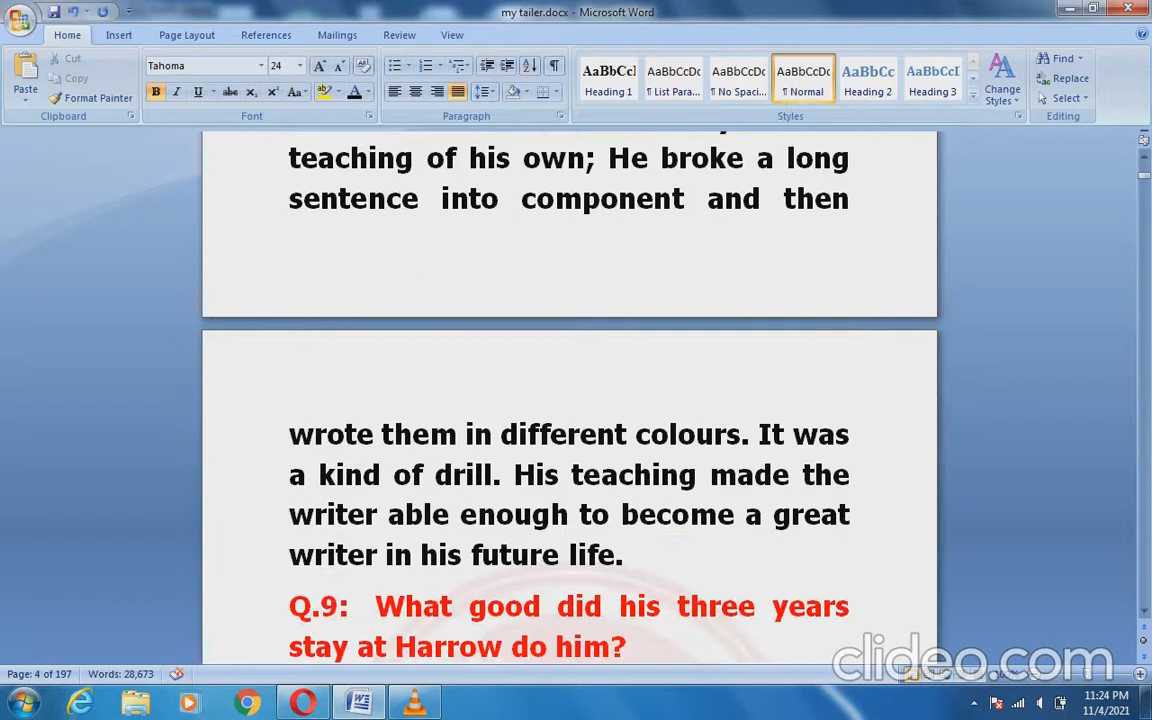 my tailer.docx - Microsoft Word
Home Insert Page Layout References Mailings Review View
Paste
Cut
Copy
Format Painter
Clipboard
Tahoma 24
B I U abc x₂ x² Aa A
Font
Paragraph
AaBbCcI AaBbCcDc AaBbCcDc AaBbCcDc AaBbCc AaBbCcI
Heading 1 ¶ List Para... ¶ No Spaci... ¶ Normal Heading 2 Heading 3
Styles
Change Styles
Find
Replace
Select
Editing
teaching of his own; He broke a long
sentence into component and then
wrote them in different colours. It was
a kind of drill. His teaching made the
writer able enough to become a great
writer in his future life.
Q.9: What good did his three years
stay at Harrow do him?
clideo.com
Page: 4 of 197 Words: 28,673
11:24 PM
11/4/2021